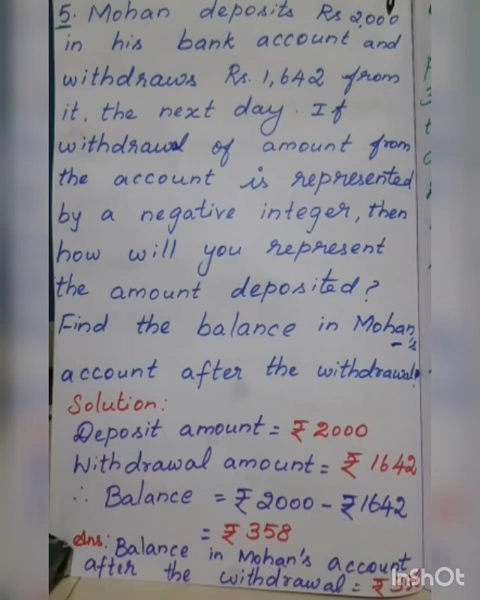 5. Mohan deposits Rs 2,000
in his bank account and
withdraws Rs. 1,642 from
it, the next day. If
withdrawal of amount from
the account is represented
by a negative integer, then
how will you represent
the amount deposited?
Find the balance in Mohan's
account after the withdrawal.
Solution:
Deposit amount = ₹ 2000
Withdrawal amount = ₹ 1642
∴ Balance = ₹ 2000 - ₹ 1642
= ₹ 358
Ans: Balance in Mohan's account
after the withdrawal = ₹
InShOt